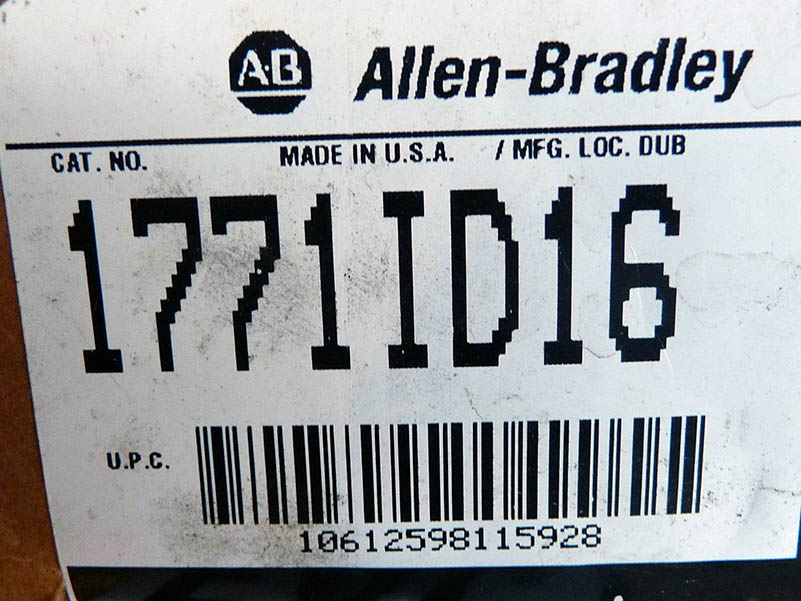 AB Allen-Bradley
CAT. NO. MADE IN U.S.A. / MFG. LOC. DUB
1771ID16
U.P.C.
10612598115928